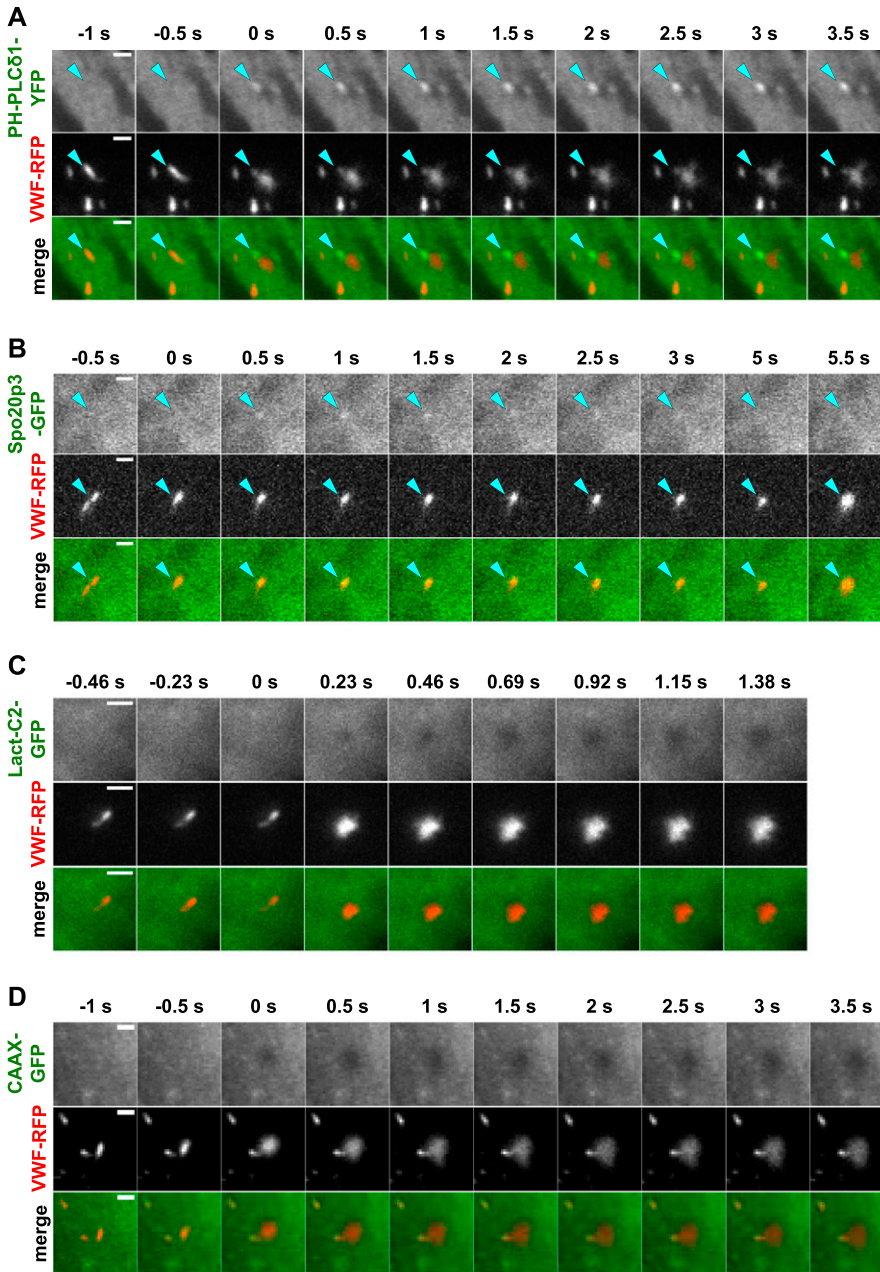 A
-1 s -0.5 s 0 s 0.5 s 1 s 1.5 s 2 s 2.5 s 3 s 3.5 s
PH-PLCδ1-
YFP
VWF-RFP
merge
B
-0.5 s 0 s 0.5 s 1 s 1.5 s 2 s 2.5 s 3 s 5 s 5.5 s
Spo20p3
-GFP
VWF-RFP
merge
C
-0.46 s -0.23 s 0 s 0.23 s 0.46 s 0.69 s 0.92 s 1.15 s 1.38 s
Lact-C2-
GFP
VWF-RFP
merge
D
-1 s -0.5 s 0 s 0.5 s 1 s 1.5 s 2 s 2.5 s 3 s 3.5 s
CAAX-
GFP
VWF-RFP
merge